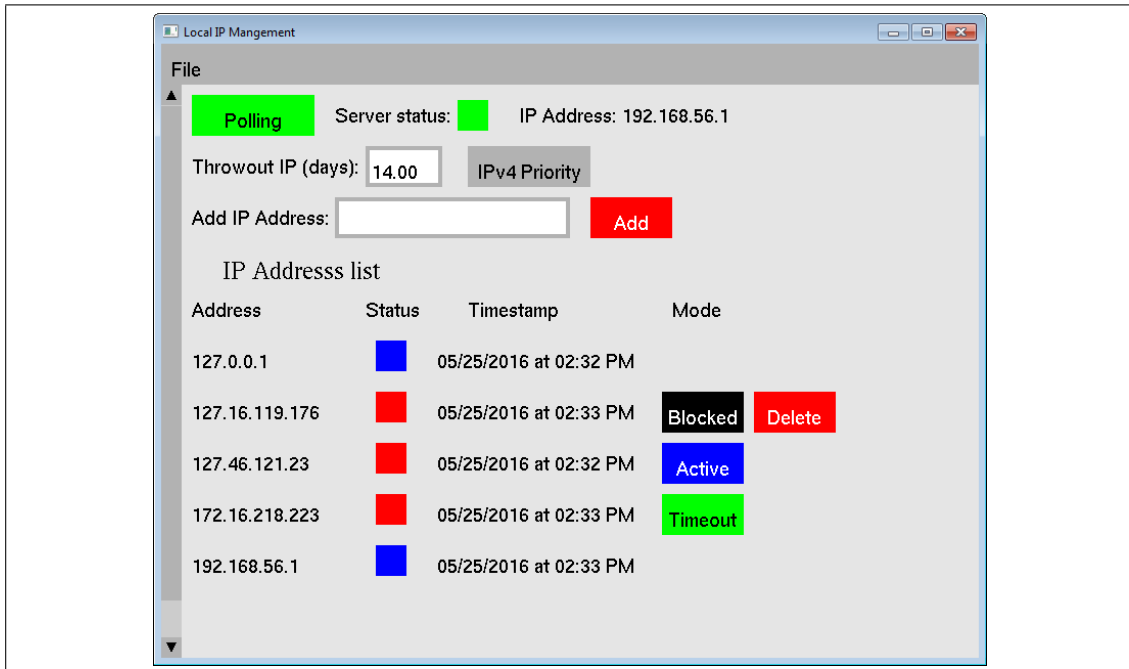 Local IP Mangement
File
Polling Server status: IP Address: 192.168.56.1
Throwout IP (days): 14.00 IPv4 Priority
Add IP Address: Add
IP Addresss list
Address Status Timestamp Mode
127.0.0.1 05/25/2016 at 02:32 PM
127.16.119.176 05/25/2016 at 02:33 PM Blocked Delete
127.46.121.23 05/25/2016 at 02:32 PM Active
172.16.218.223 05/25/2016 at 02:33 PM Timeout
192.168.56.1 05/25/2016 at 02:33 PM